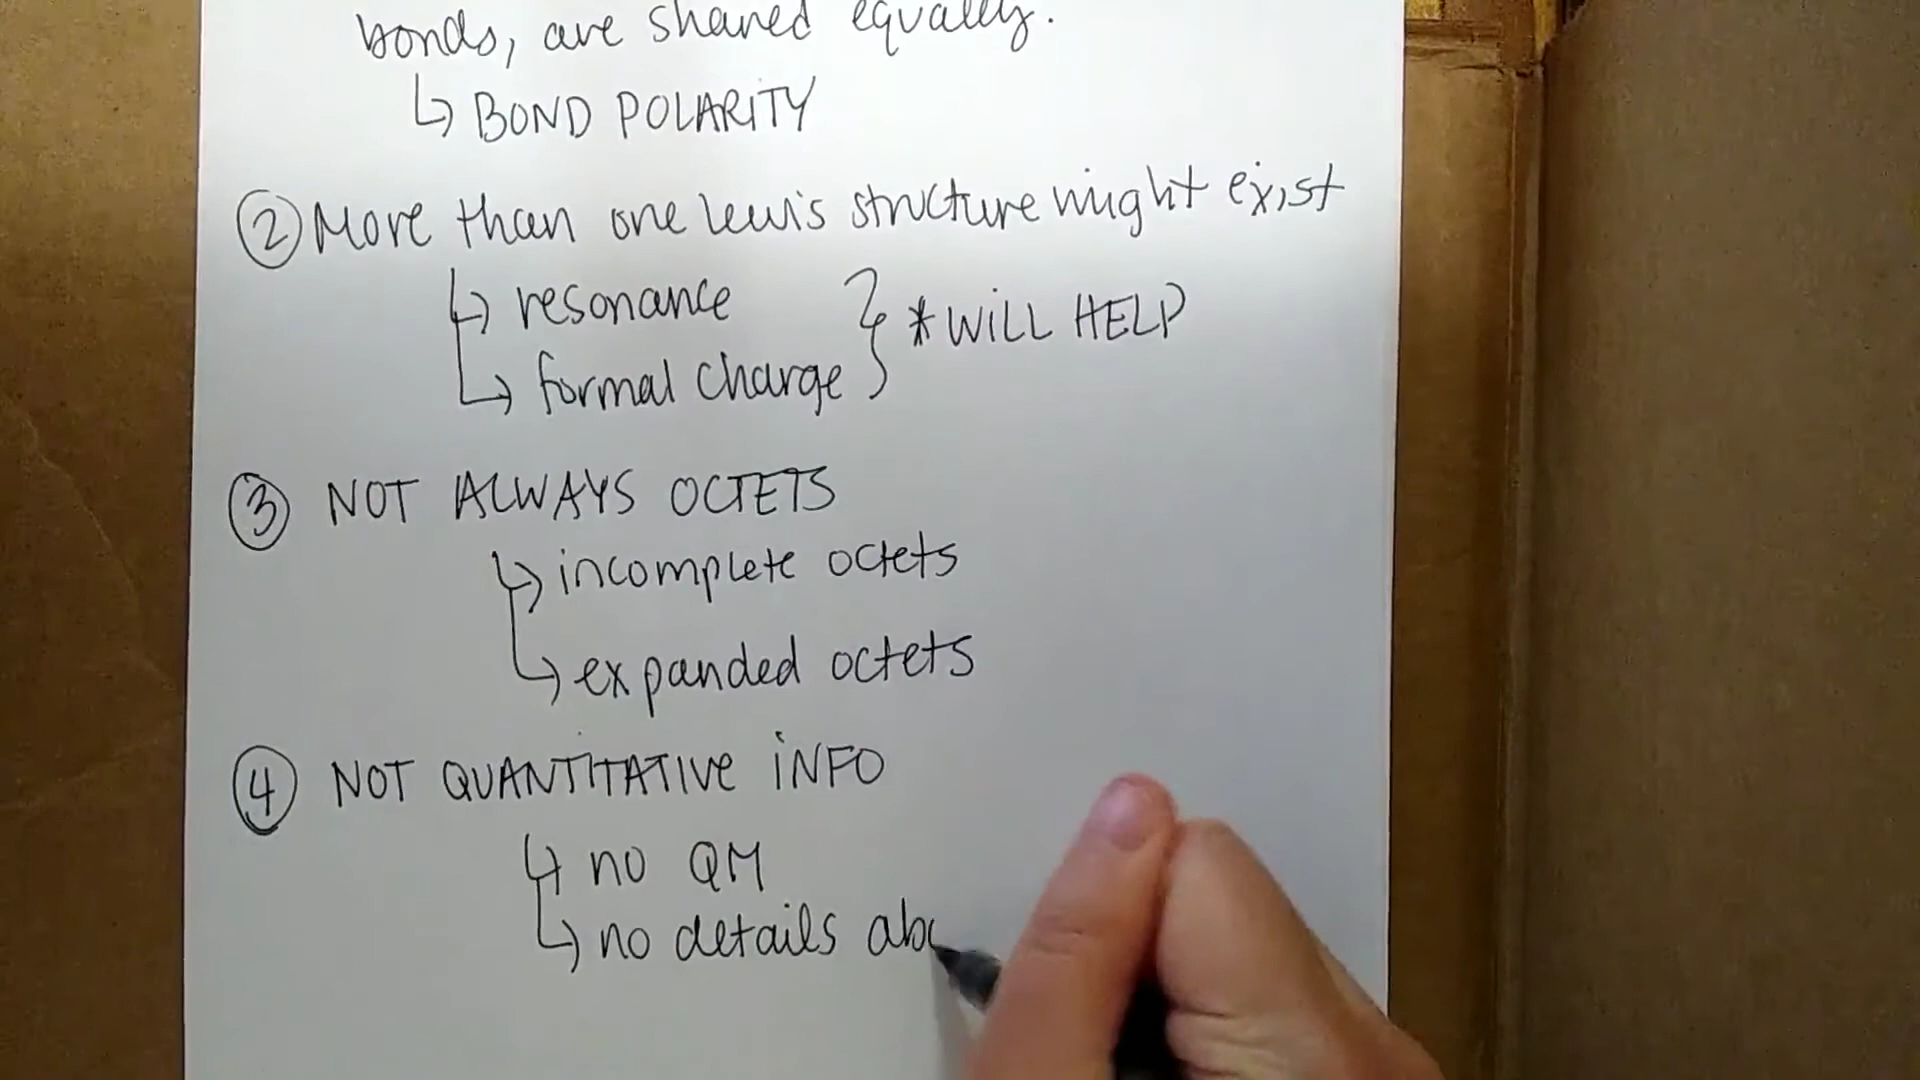 bonds, are shared equally.
↳ BOND POLARITY
② More than one lewis structure might exist
↳ resonance
↳ formal charge } * WiLL HELP
③ NOT ALWAYS OCTETS
↳ incomplete octets
↳ expanded octets
④ NOT QUANTITATIVE iNFO
↳ no QM
↳ no details abo